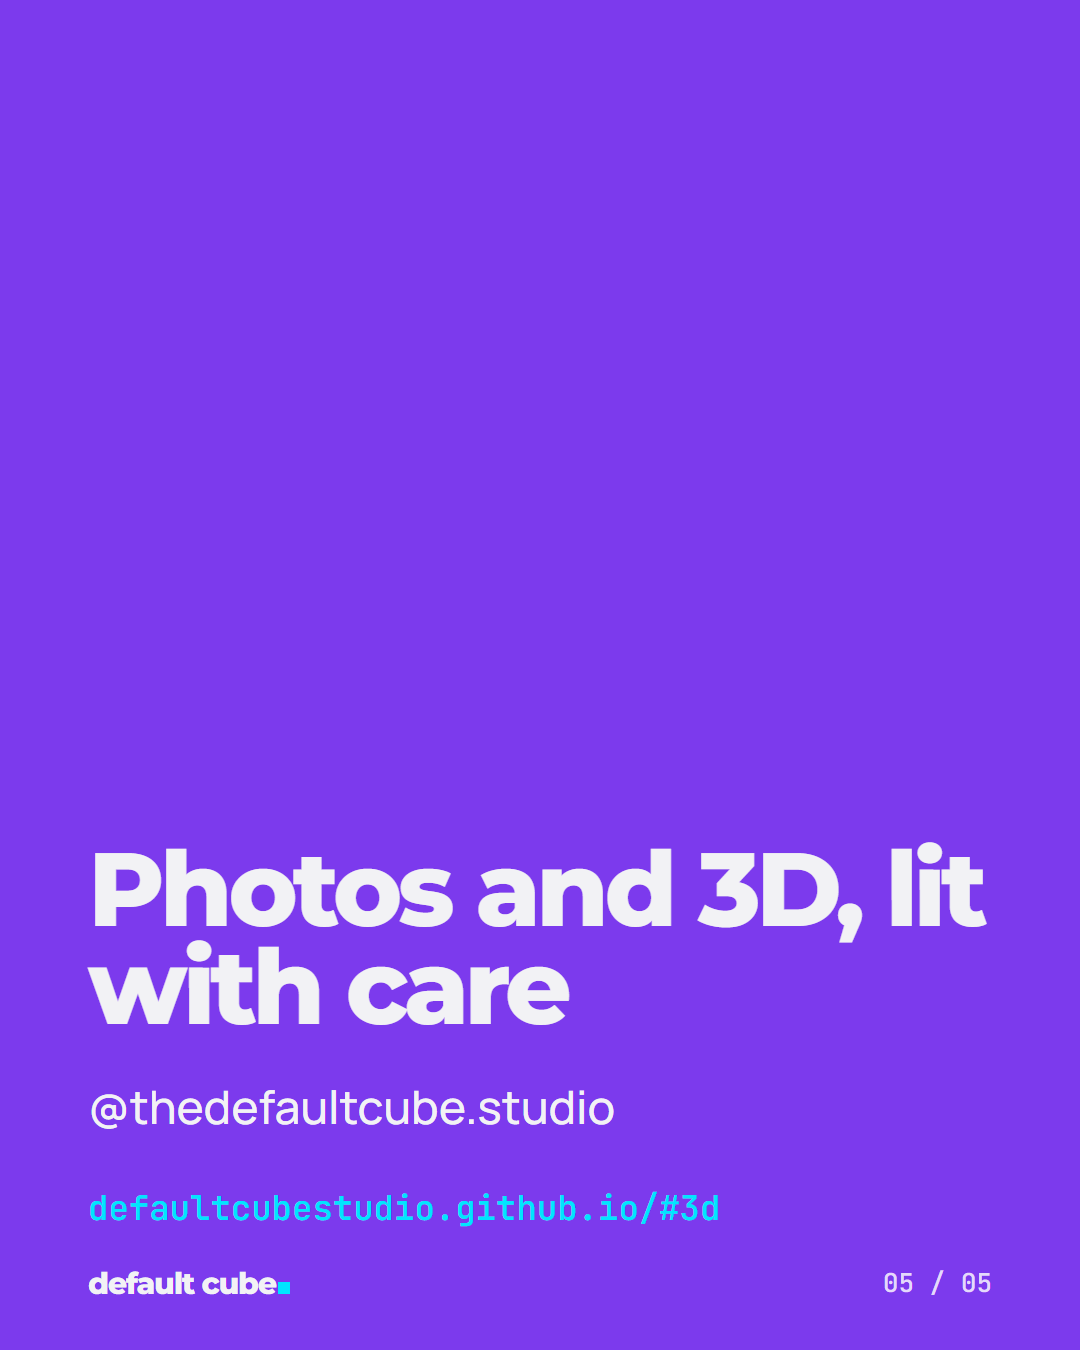 Photos and 3D, lit
with care
@thedefaultcube.studio
defaultcubestudio.github.io/#3d
default cube
05 / 05